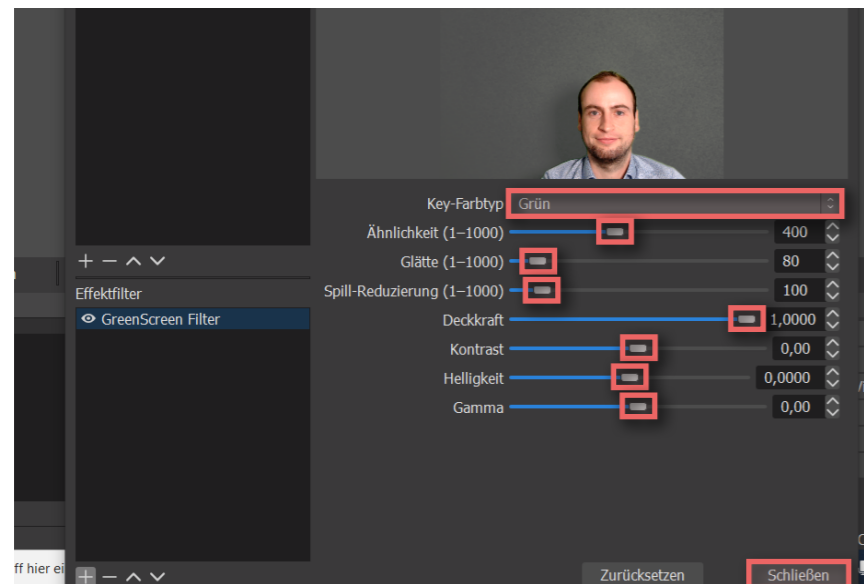 Key-Farbtyp Grün
Ähnlichkeit (1–1000) 400
Glätte (1–1000) 80
Effektfilter
Spill-Reduzierung (1–1000) 100
GreenScreen Filter
Deckkraft 1,0000
Kontrast 0,00
Helligkeit 0,0000
Gamma 0,00
ff hier ei
Zurücksetzen Schließen